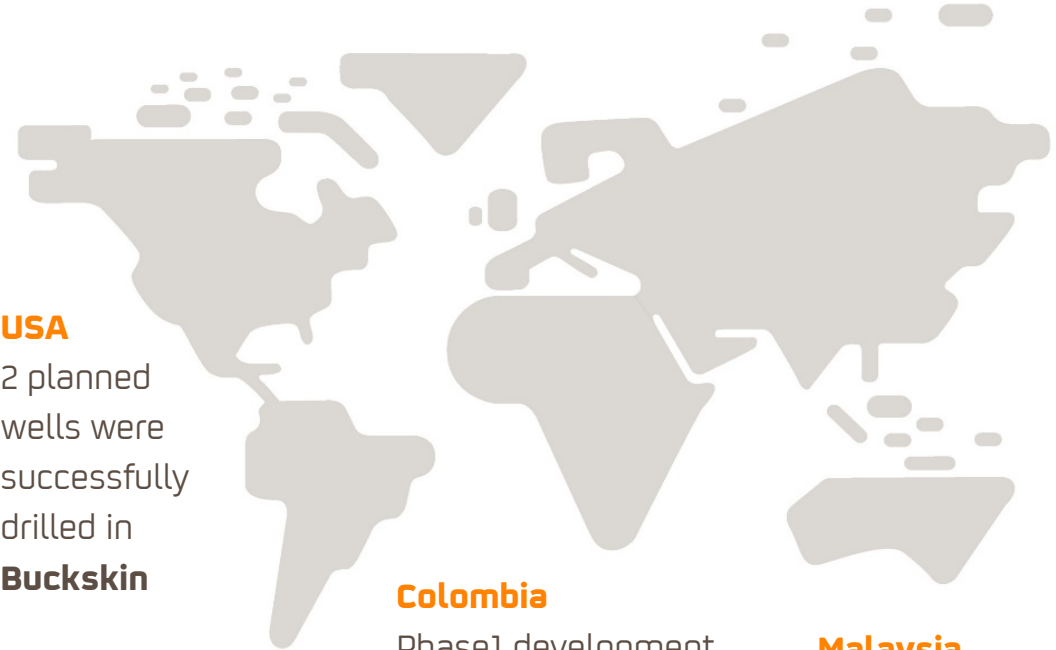 USA
2 planned
wells were
successfully
drilled in
Buckskin
Colombia
Phase1 development
Malaysia